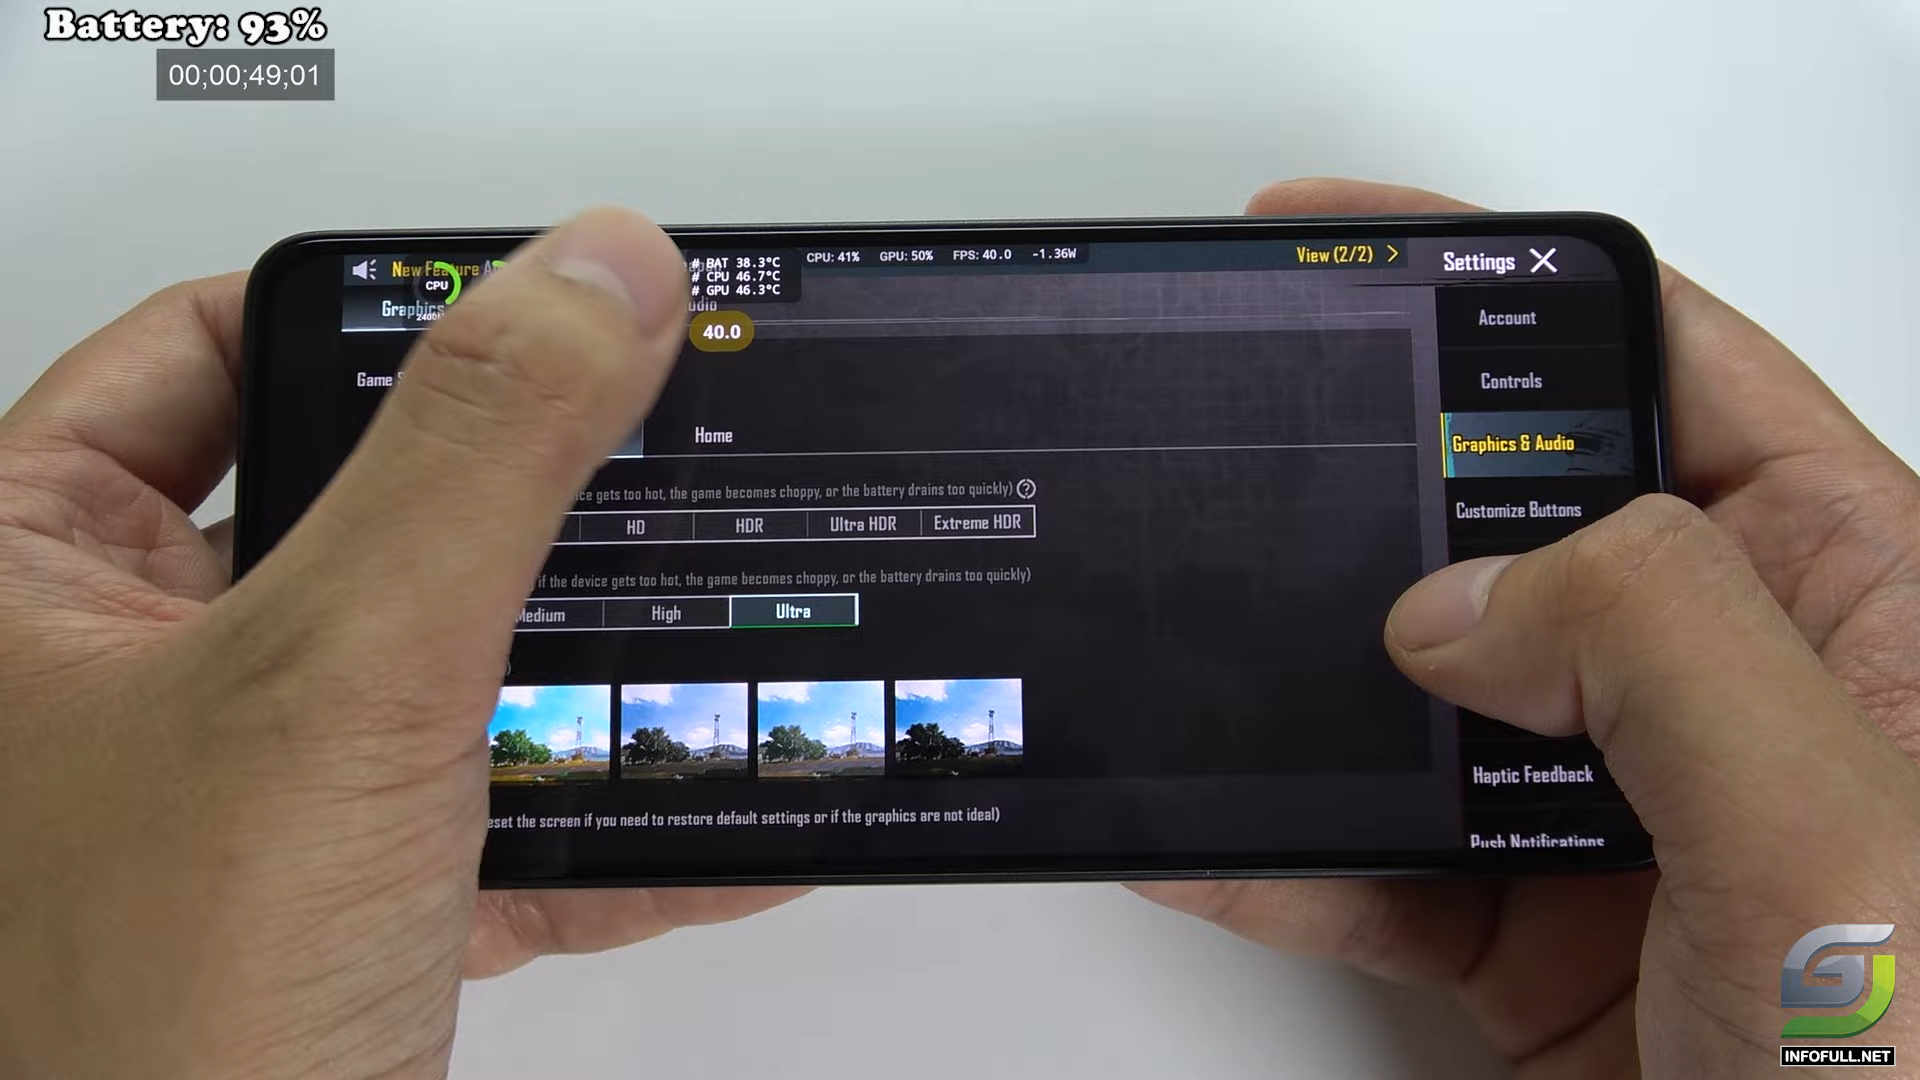 Battery: 93%
00;00;49;01
New Feature
# BAT 38.3°C
# CPU 46.7°C
# GPU 46.3°C
CPU: 41% GPU: 50% FPS: 40.0 -1.36W
View (2/2) >
Settings
CPU
Graphics
40.0
Account
Game
Controls
Home
Graphics & Audio
gets too hot, the game becomes choppy, or the battery drains too quickly)
HD HDR Ultra HDR Extreme HDR
Customize Buttons
if the device gets too hot, the game becomes choppy, or the battery drains too quickly)
Medium High Ultra
Haptic Feedback
the screen if you need to restore default settings or if the graphics are not ideal)
Push Notifications
INFOFULL.NET